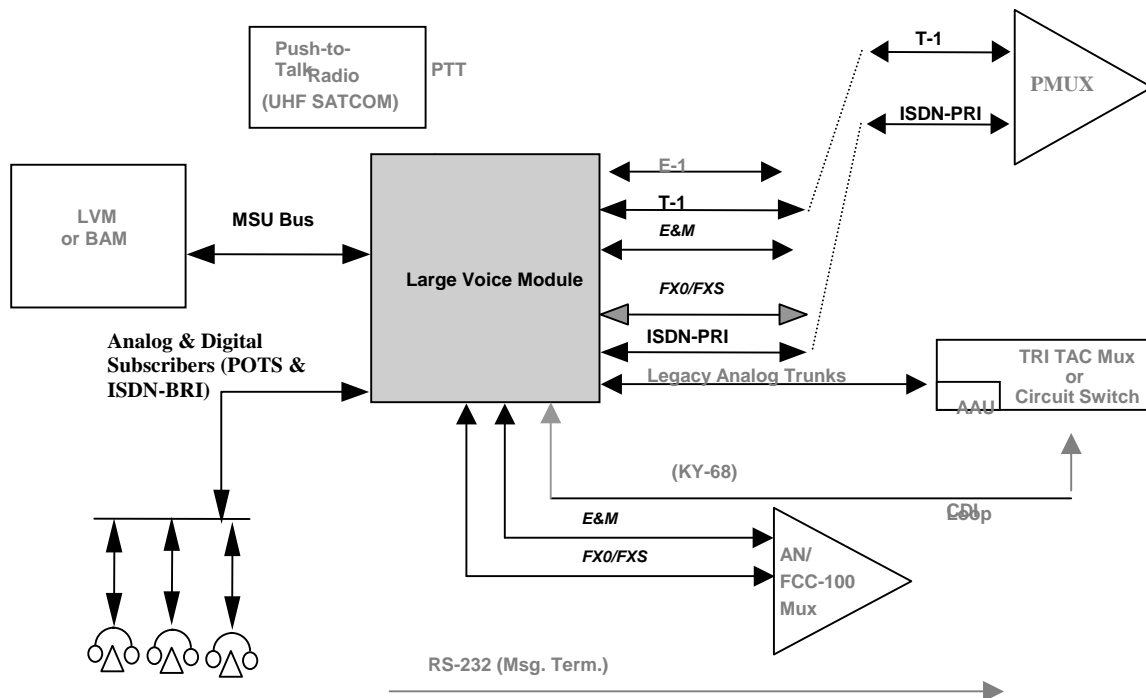 Push-to-
Talk Radio
(UHF SATCOM)
PTT
T-1
PMUX
ISDN-PRI
E-1
T-1
E&M
FX0/FXS
ISDN-PRI
Legacy Analog Trunks
LVM
or BAM
MSU Bus
Large Voice Module
Analog & Digital
Subscribers (POTS &
ISDN-BRI)
TRI TAC Mux
or
Circuit Switch
AAU
(KY-68)
CDI
Loop
E&M
FX0/FXS
AN/
FCC-100
Mux
RS-232 (Msg. Term.)